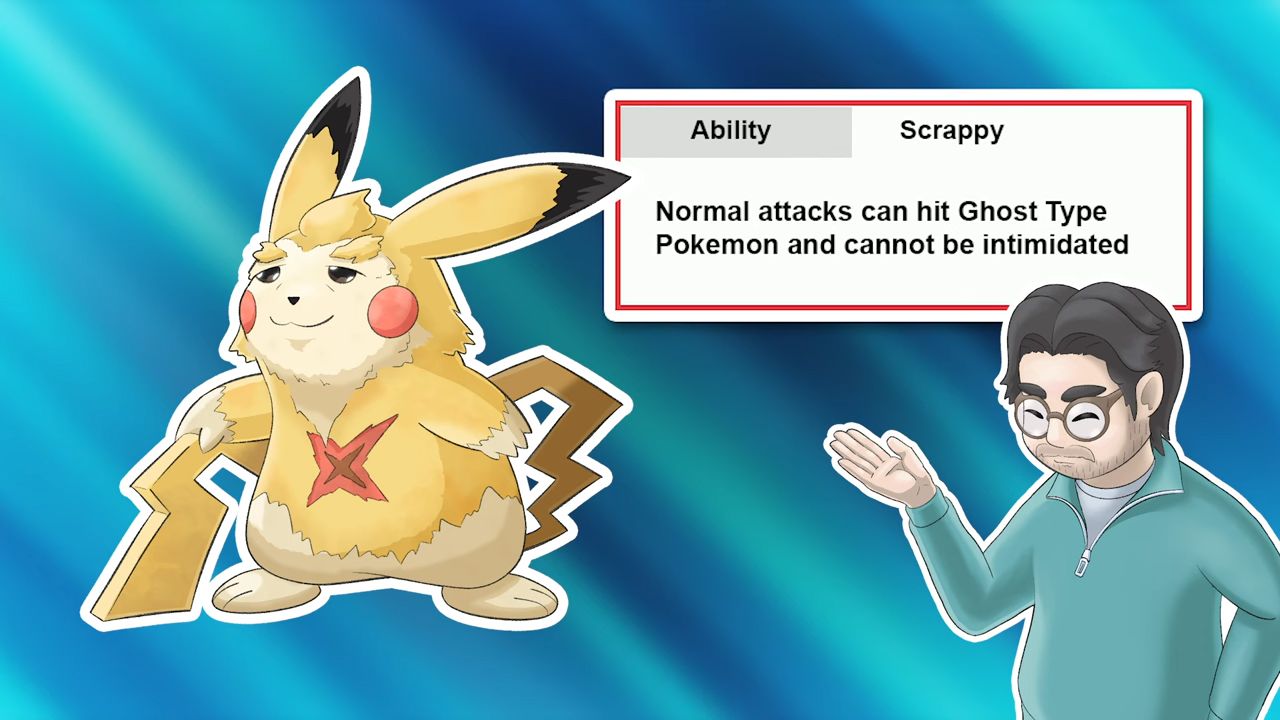 Ability Scrappy
Normal attacks can hit Ghost Type
Pokemon and cannot be intimidated